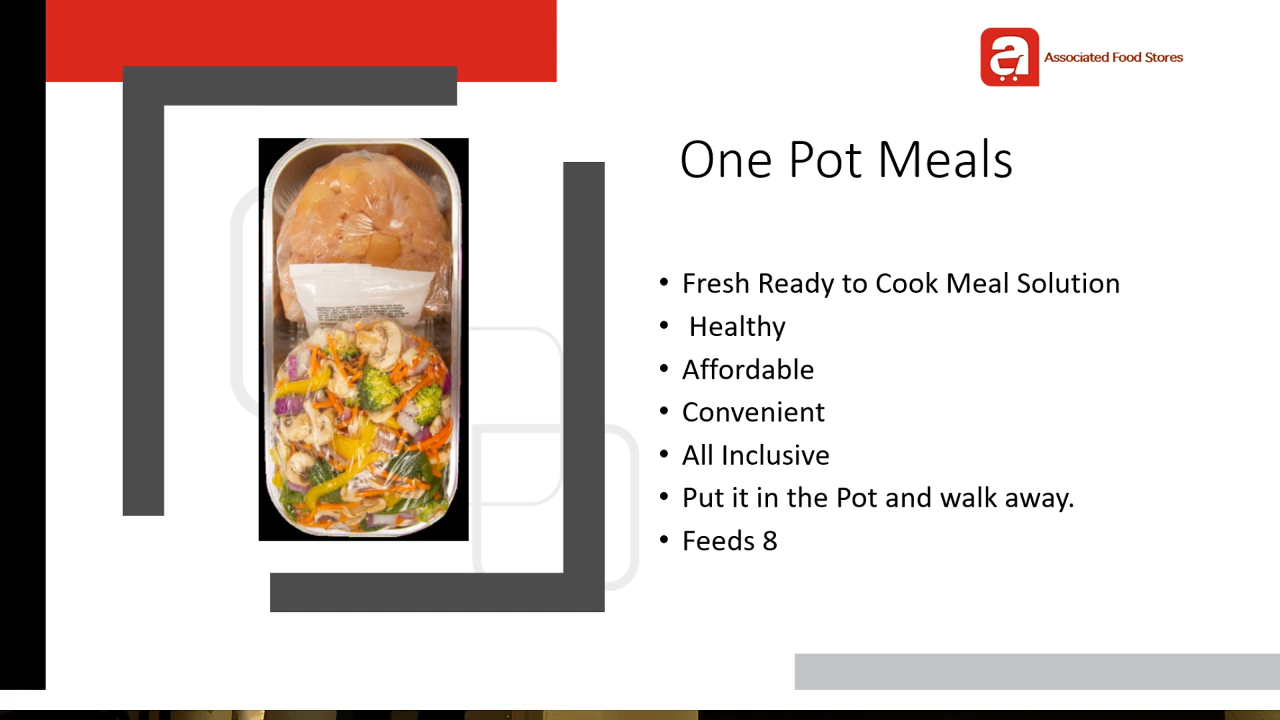 Associated Food Stores
One Pot Meals
• Fresh Ready to Cook Meal Solution
• Healthy
• Affordable
• Convenient
• All Inclusive
• Put it in the Pot and walk away.
• Feeds 8